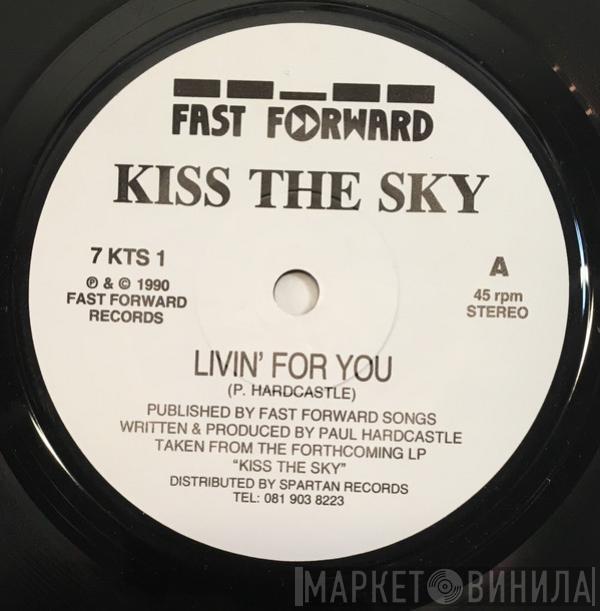 FAST FORWARD
KISS THE SKY
7 KTS 1
℗ & © 1990
FAST FORWARD
RECORDS
A
45 rpm
STEREO
LIVIN' FOR YOU
(P. HARDCASTLE)
PUBLISHED BY FAST FORWARD SONGS
WRITTEN & PRODUCED BY PAUL HARDCASTLE
TAKEN FROM THE FORTHCOMING LP
"KISS THE SKY"
DISTRIBUTED BY SPARTAN RECORDS
TEL: 081 903 8223
МАРКЕТ ВИНИЛА